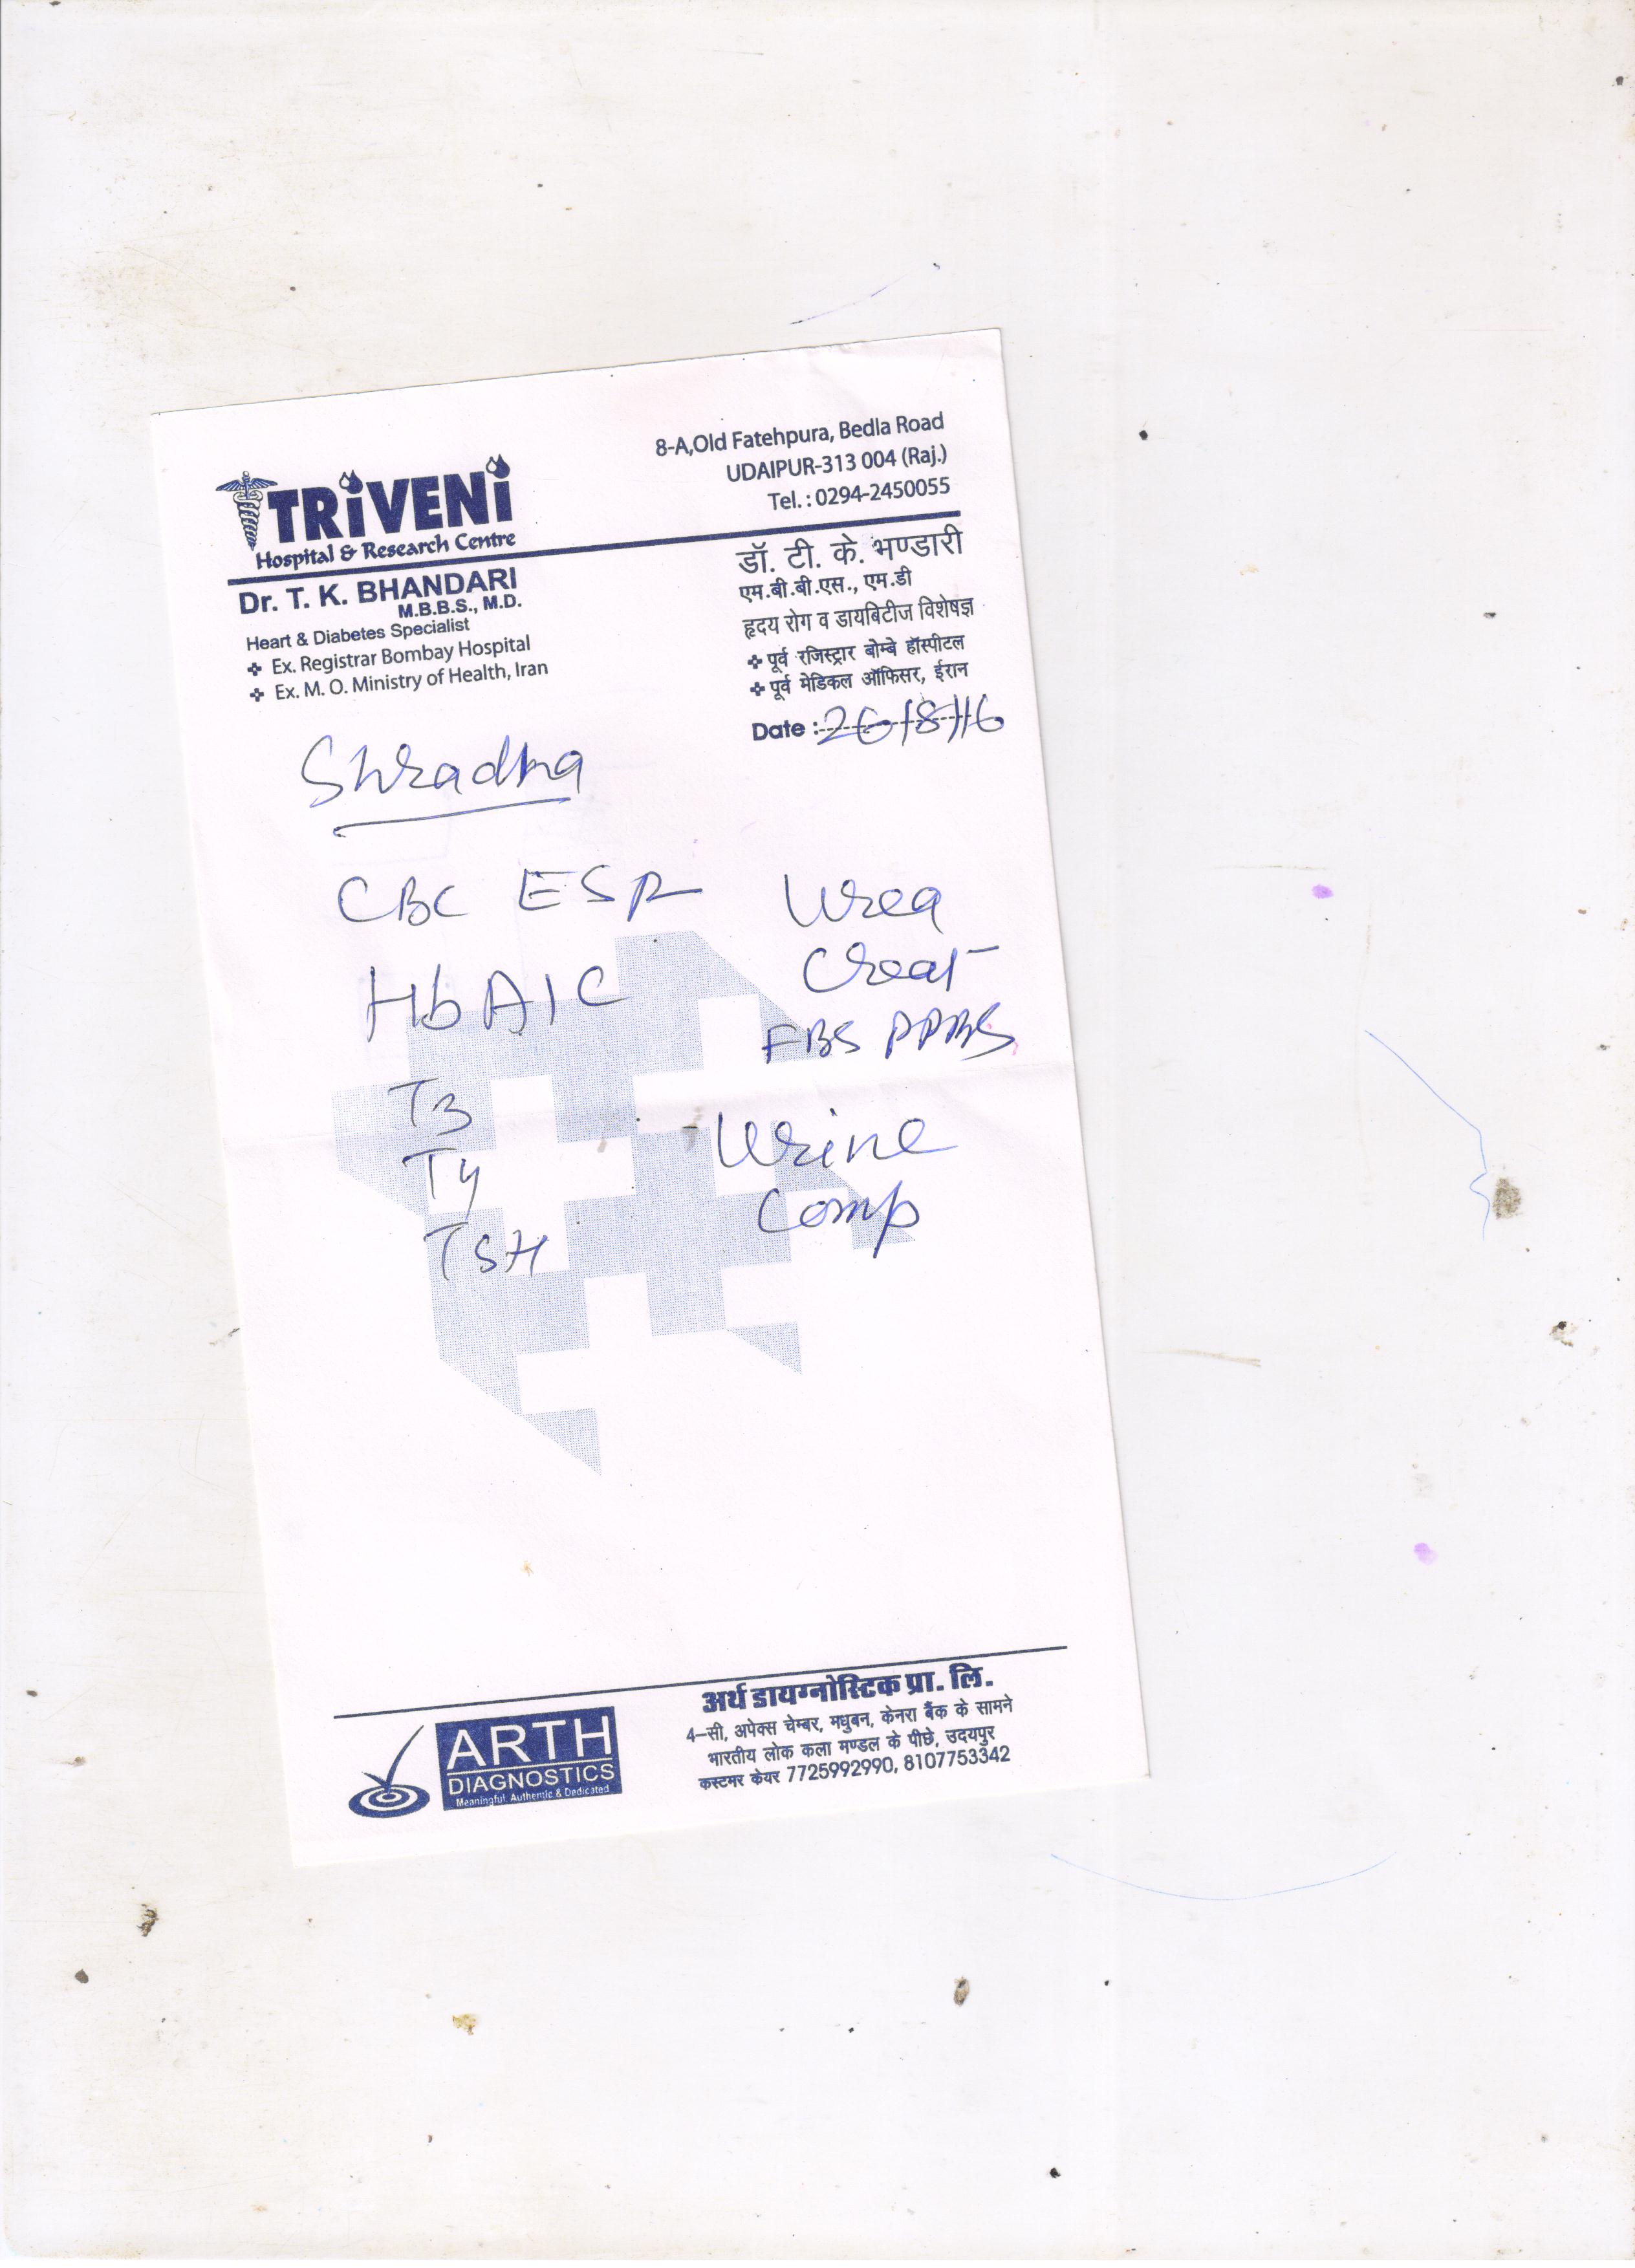 TRiVENi
Hospital & Research Centre
8-A,Old Fatehpura, Bedla Road
UDAIPUR-313 004 (Raj.)
Tel. : 0294-2450055
Dr. T. K. BHANDARI
M.B.B.S., M.D.
Heart & Diabetes Specialist
Ex. Registrar Bombay Hospital
Ex. M. O. Ministry of Health, Iran
डॉ. टी. के. भण्डारी
एम.बी.बी.एस., एम.डी
हृदय रोग व डायबिटीज विशेषज्ञ
पूर्व रजिस्ट्रार बोम्बे हॉस्पीटल
पूर्व मेडिकल ऑफिसर, ईरान
Date : 26/8/16
Shradha
CBC ESR
HbA1C
T3
T4
TSH
Urea
Creat
FBS PPBS
Urine
Comp
ARTH
DIAGNOSTICS
Meaningful, Authentic & Dedicated
अर्थ डायग्नोस्टिक प्रा. लि.
4–सी, अपेक्स चेम्बर, मधुबन, केनरा बैंक के सामने
भारतीय लोक कला मण्डल के पीछे, उदयपुर
कस्टमर केयर 7725992990, 8107753342